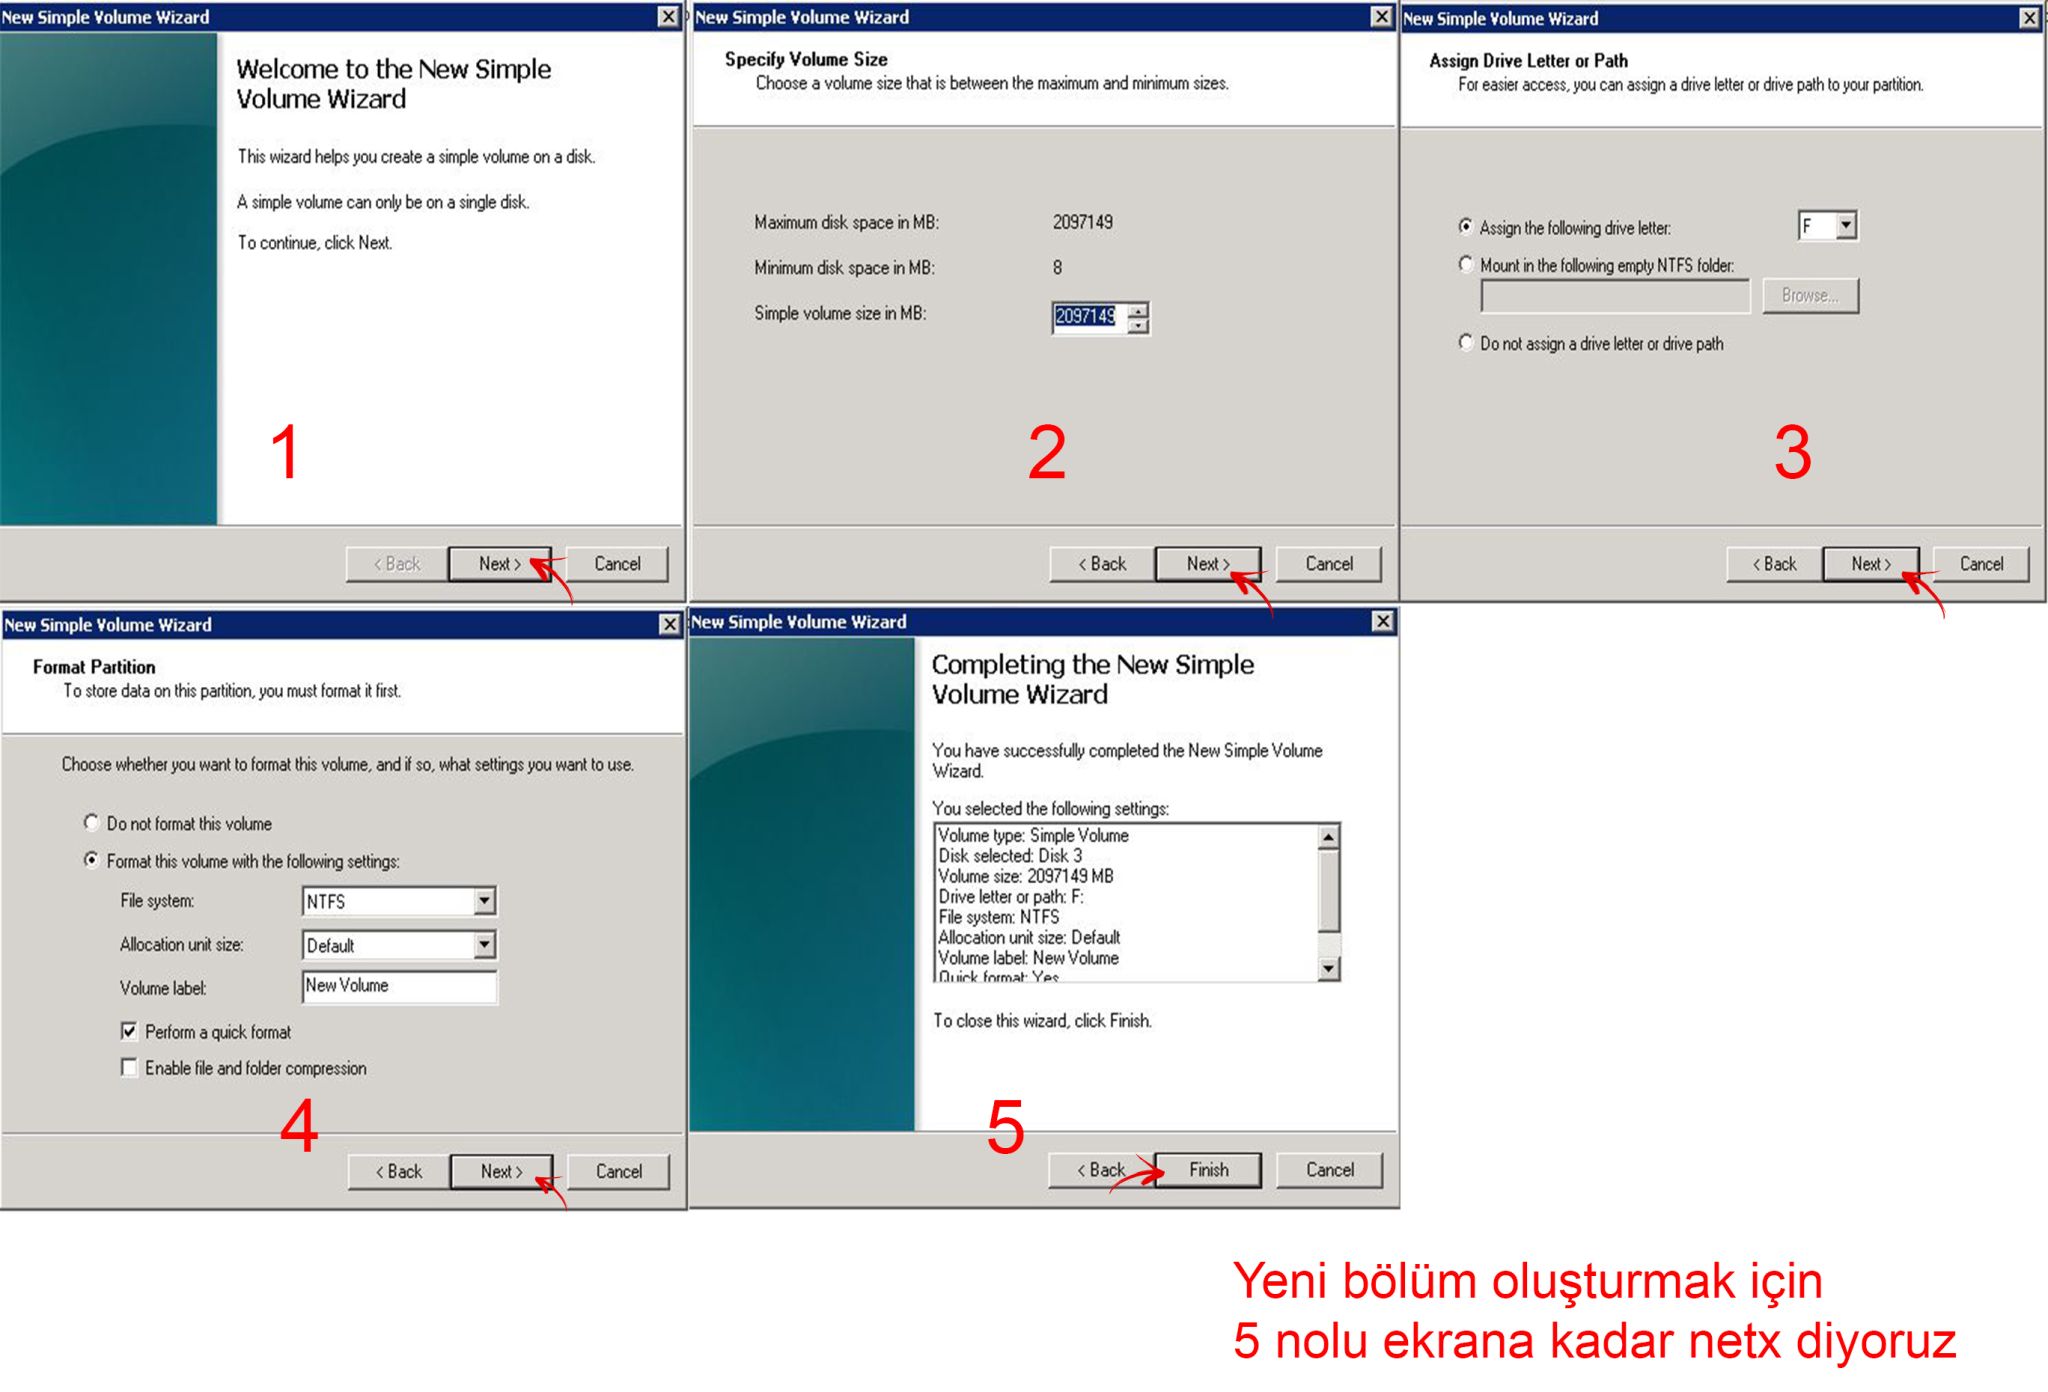 New Simple Volume Wizard
Welcome to the New Simple
Volume Wizard
This wizard helps you create a simple volume on a disk.
A simple volume can only be on a single disk.
To continue, click Next.
1
< Back
Next >
Cancel
New Simple Volume Wizard
Specify Volume Size
Choose a volume size that is between the maximum and minimum sizes.
Maximum disk space in MB: 2097149
Minimum disk space in MB: 8
Simple volume size in MB: 2097149
2
< Back
Next >
Cancel
New Simple Volume Wizard
Assign Drive Letter or Path
For easier access, you can assign a drive letter or drive path to your partition.
Assign the following drive letter: F
Mount in the following empty NTFS folder:
Browse...
Do not assign a drive letter or drive path
3
< Back
Next >
Cancel
New Simple Volume Wizard
Format Partition
To store data on this partition, you must format it first.
Choose whether you want to format this volume, and if so, what settings you want to use.
Do not format this volume
Format this volume with the following settings:
File system: NTFS
Allocation unit size: Default
Volume label: New Volume
Perform a quick format
Enable file and folder compression
4
< Back
Next >
Cancel
New Simple Volume Wizard
Completing the New Simple
Volume Wizard
You have successfully completed the New Simple Volume
Wizard.
You selected the following settings:
Volume type: Simple Volume
Disk selected: Disk 3
Volume size: 2097149 MB
Drive letter or path: F:
File system: NTFS
Allocation unit size: Default
Volume label: New Volume
Quick format: Yes
To close this wizard, click Finish.
5
< Back
Finish
Cancel
Yeni bölüm oluşturmak için
5 nolu ekrana kadar netx diyoruz